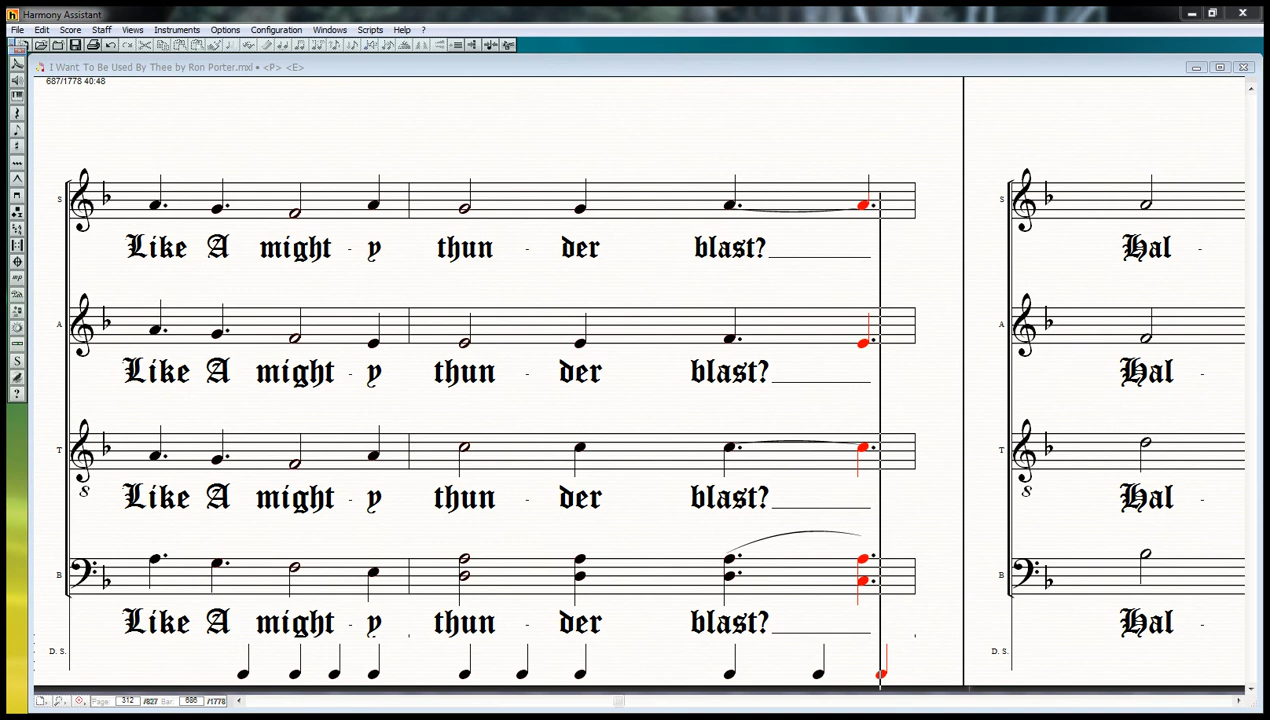 Harmony Assistant
File Edit Score Staff Views Instruments Options Configuration Windows Scripts Help ?
I Want To Be Used By Thee by Ron Porter.mxl • <P> <E>
687/1778 40:48
S S
Like A might - y thun - der blast? Hal -
A A
Like A might - y thun - der blast? Hal -
T T
8 8
Like A might - y thun - der blast? Hal -
B B
Like A might - y thun - der blast? Hal -
D. S. D. S.
Page: 312 /827 Bar: 686 /1778